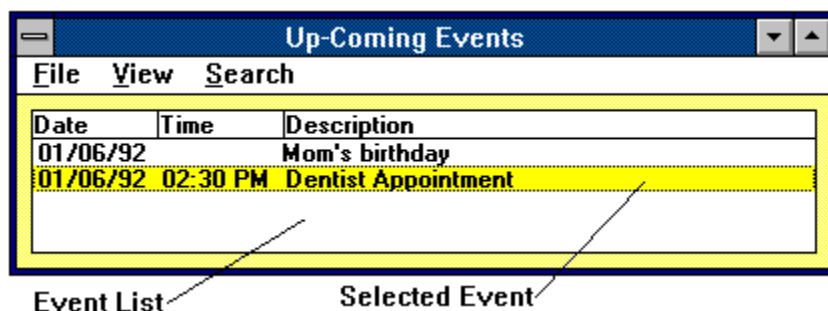 Up-Coming Events
File View Search
Date Time Description
01/06/92 Mom's birthday
01/06/92 02:30 PM Dentist Appointment
Event List Selected Event